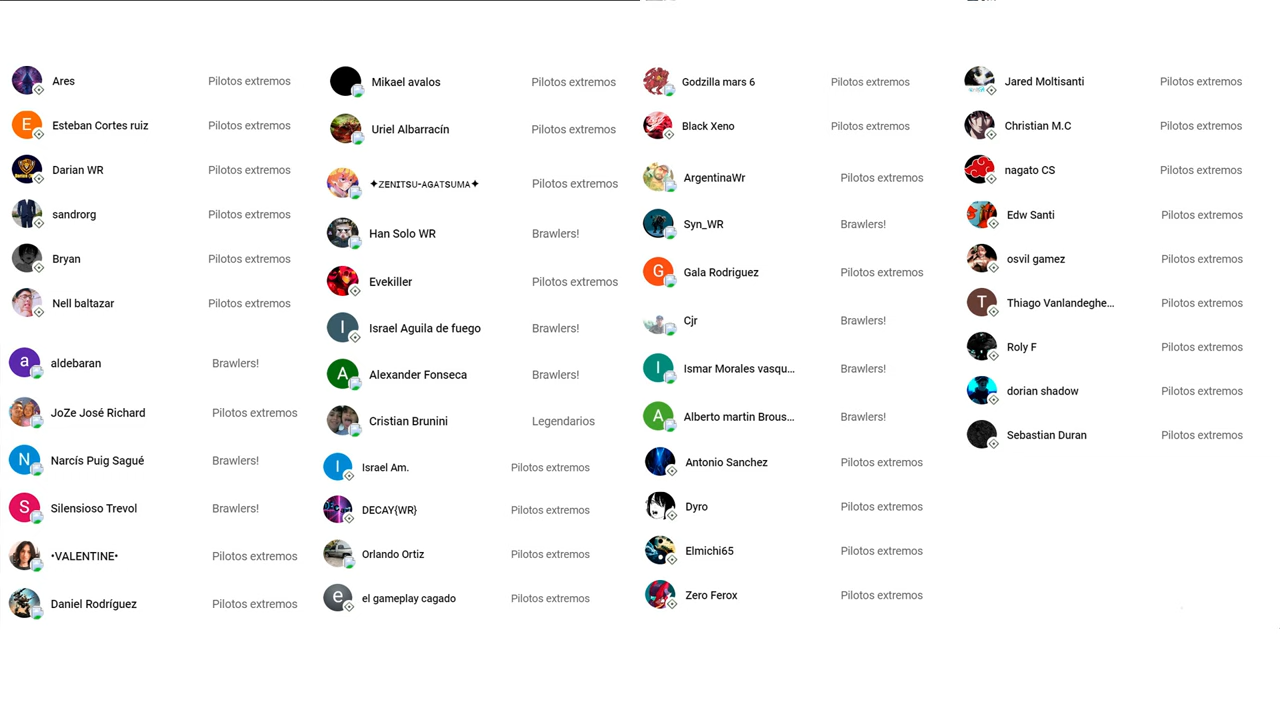 Ares Pilotos extremos
E Esteban Cortes ruiz Pilotos extremos
Darian WR Pilotos extremos
sandrorg Pilotos extremos
Bryan Pilotos extremos
Nell baltazar Pilotos extremos
a aldebaran Brawlers!
JoZe José Richard Pilotos extremos
N Narcís Puig Sagué Brawlers!
S Silensioso Trevol Brawlers!
•VALENTINE• Pilotos extremos
Daniel Rodríguez Pilotos extremos
Mikael avalos Pilotos extremos
Uriel Albarracín Pilotos extremos
✦ZENITSU-AGATSUMA✦ Pilotos extremos
Han Solo WR Brawlers!
Evekiller Pilotos extremos
I Israel Aguila de fuego Brawlers!
A Alexander Fonseca Brawlers!
Cristian Brunini Legendarios
I Israel Am. Pilotos extremos
DECAY{WR} Pilotos extremos
Orlando Ortiz Pilotos extremos
e el gameplay cagado Pilotos extremos
Godzilla mars 6 Pilotos extremos
Black Xeno Pilotos extremos
ArgentinaWr Pilotos extremos
Syn_WR Brawlers!
G Gala Rodriguez Pilotos extremos
Cjr Brawlers!
I Ismar Morales vasqu... Brawlers!
A Alberto martin Brous... Brawlers!
Antonio Sanchez Pilotos extremos
Dyro Pilotos extremos
Elmichi65 Pilotos extremos
Zero Ferox Pilotos extremos
Jared Moltisanti Pilotos extremos
Christian M.C Pilotos extremos
nagato CS Pilotos extremos
Edw Santi Pilotos extremos
osvil gamez Pilotos extremos
T Thiago Vanlandeghe... Pilotos extremos
Roly F Pilotos extremos
dorian shadow Pilotos extremos
Sebastian Duran Pilotos extremos